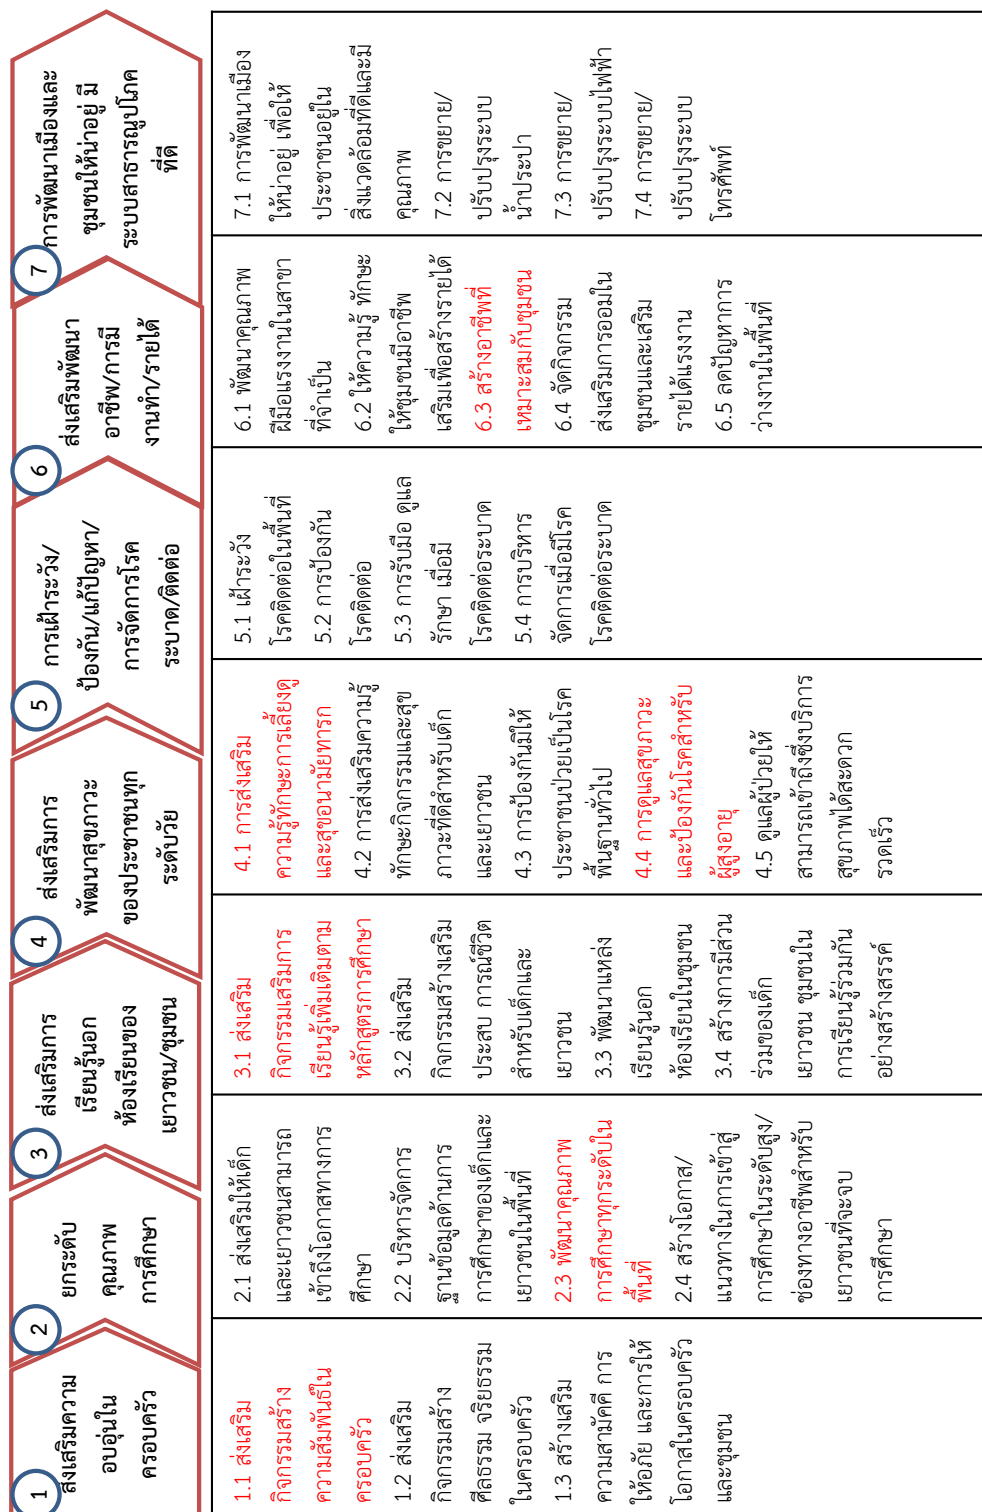 1
ส่งเสริมความ
อบอุ่นใน
ครอบครัว
2
ยกระดับ
คุณภาพ
การศึกษา
3
ส่งเสริมการ
เรียนรู้นอก
ห้องเรียนของ
เยาวชน/ชุมชน
4
ส่งเสริมการ
พัฒนาสุขภาวะ
ของประชาชนทุก
ระดับวัย
5
การเฝ้าระวัง/
ป้องกัน/แก้ปัญหา/
การจัดการโรค
ระบาด/ติดต่อ
6
ส่งเสริมพัฒนา
อาชีพ/การมี
งานทำ/รายได้
7
การพัฒนาเมืองและ
ชุมชนให้น่าอยู่ มี
ระบบสาธารณูปโภค
ที่ดี
1.1 ส่งเสริม
กิจกรรมสร้าง
ความสัมพันธ์ใน
ครอบครัว
1.2 ส่งเสริม
กิจกรรมสร้าง
ศีลธรรม จริยธรรม
ในครอบครัว
1.3 สร้างเสริม
ความสามัคคี การ
ให้อภัย และการให้
โอกาสในครอบครัว
และชุมชน
2.1 ส่งเสริมให้เด็ก
และเยาวชนสามารถ
เข้าถึงโอกาสทางการ
ศึกษา
2.2 บริหารจัดการ
ฐานข้อมูลด้านการ
การศึกษาของเด็กและ
เยาวชนในพื้นที่
2.3 พัฒนาคุณภาพ
การศึกษาทุกระดับใน
พื้นที่
2.4 สร้างโอกาส/
แนวทางในการเข้าสู่
การศึกษาในระดับสูง/
ช่องทางอาชีพสำหรับ
เยาวชนที่จะจบ
การศึกษา
3.1 ส่งเสริม
กิจกรรมเสริมการ
เรียนรู้เพิ่มเติมตาม
หลักสูตรการศึกษา
3.2 ส่งเสริม
กิจกรรมสร้างเสริม
ประสบ การณ์ชีวิต
สำหรับเด็กและ
เยาวชน
3.3 พัฒนาแหล่ง
เรียนรู้นอก
ห้องเรียนในชุมชน
3.4 สร้างการมีส่วน
ร่วมของเด็ก
เยาวชน ชุมชนใน
การเรียนรู้ร่วมกัน
อย่างสร้างสรรค์
4.1 การส่งเสริม
ความรู้ทักษะการเลี้ยงดู
และสุขอนามัยทารก
4.2 การส่งเสริมความรู้
ทักษะกิจกรรมและสุข
ภาวะที่ดีสำหรับเด็ก
และเยาวชน
4.3 การป้องกันมิให้
ประชาชนป่วยเป็นโรค
พื้นฐานทั่วไป
4.4 การดูแลสุขภาวะ
และป้องกันโรคสำหรับ
ผู้สูงอายุ
4.5 ดูแลผู้ป่วยให้
สามารถเข้าถึงซึ่งบริการ
สุขภาพได้สะดวก
รวดเร็ว
5.1 เฝ้าระวัง
โรคติดต่อในพื้นที่
5.2 การป้องกัน
โรคติดต่อ
5.3 การรับมือ ดูแล
รักษา เมื่อมี
โรคติดต่อระบาด
5.4 การบริหาร
จัดการเมื่อมีโรค
โรคติดต่อระบาด
6.1 พัฒนาคุณภาพ
ฝีมือแรงงานในสาขา
ที่จำเป็น
6.2 ให้ความรู้ ทักษะ
ให้ชุมชนมีอาชีพ
เสริมเพื่อสร้างรายได้
6.3 สร้างอาชีพที่
เหมาะสมกับชุมชน
6.4 จัดกิจกรรม
ส่งเสริมการออมใน
ชุมชนและเสริม
รายได้แรงงาน
6.5 ลดปัญหาการ
ว่างงานในพื้นที่
7.1 การพัฒนาเมือง
ให้น่าอยู่ เพื่อให้
ประชาชนอยู่ใน
สิ่งแวดล้อมที่ดีและมี
คุณภาพ
7.2 การขยาย/
ปรับปรุงระบบ
น้ำประปา
7.3 การขยาย/
ปรับปรุงระบบไฟฟ้า
7.4 การขยาย/
ปรับปรุงระบบ
โทรศัพท์